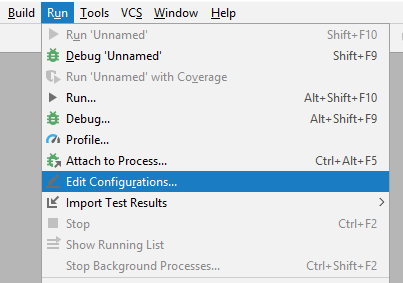 Build Run Tools VCS Window Help
Run 'Unnamed' Shift+F10
Debug 'Unnamed' Shift+F9
Run 'Unnamed' with Coverage
Run... Alt+Shift+F10
Debug... Alt+Shift+F9
Profile...
Attach to Process... Ctrl+Alt+F5
Edit Configurations...
Import Test Results
Stop Ctrl+F2
Show Running List
Stop Background Processes... Ctrl+Shift+F2